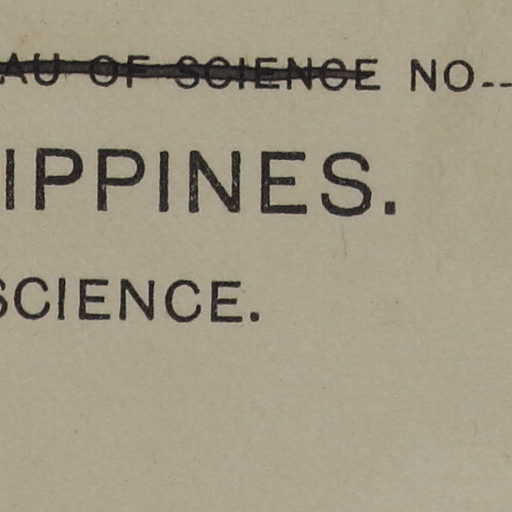 AU OF SCIENCE NO--
IPPINES.
SCIENCE.